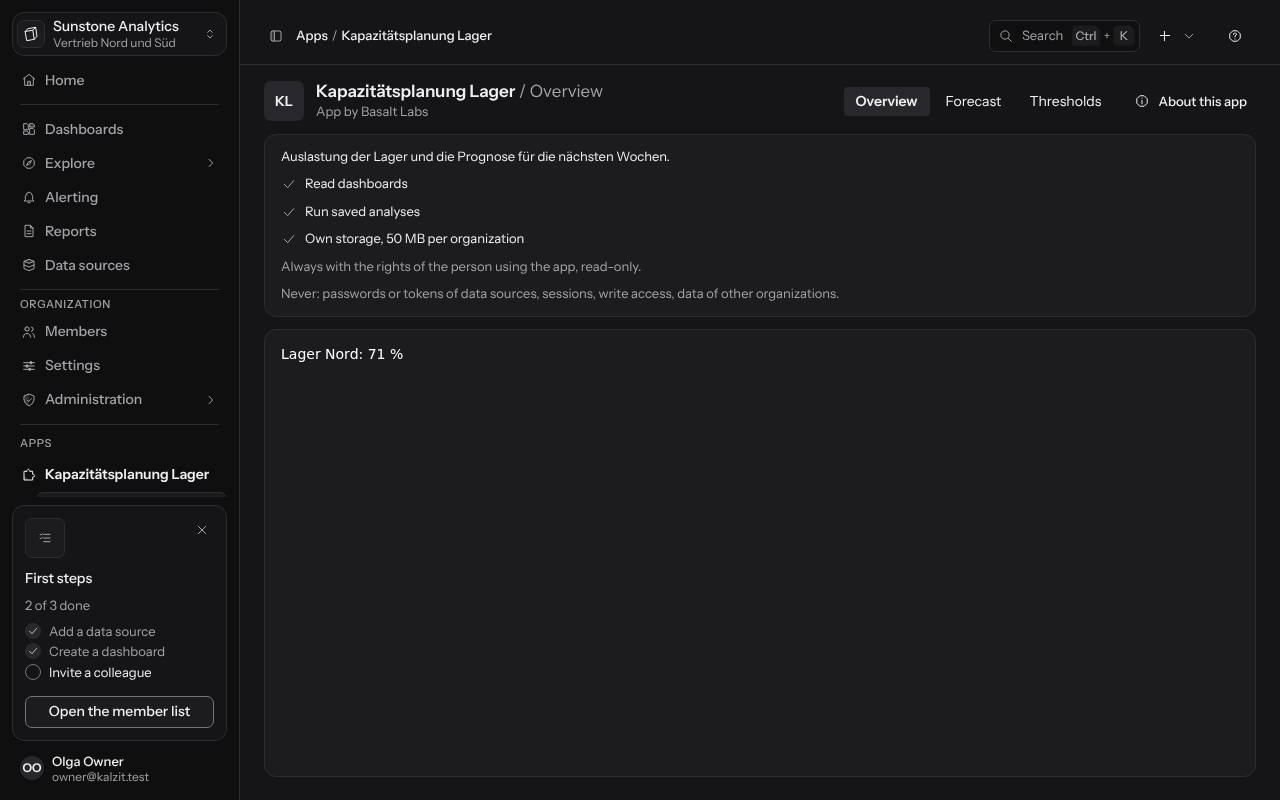 Sunstone Analytics
Vertrieb Nord und Süd
Home
Dashboards
Explore
Alerting
Reports
Data sources
ORGANIZATION
Members
Settings
Administration
APPS
Kapazitätsplanung Lager
First steps
2 of 3 done
Add a data source
Create a dashboard
Invite a colleague
Open the member list
OO
Olga Owner
owner@kalzit.test
Apps / Kapazitätsplanung Lager
Search Ctrl + K
KL
Kapazitätsplanung Lager / Overview
App by Basalt Labs
Overview
Forecast
Thresholds
About this app
Auslastung der Lager und die Prognose für die nächsten Wochen.
Read dashboards
Run saved analyses
Own storage, 50 MB per organization
Always with the rights of the person using the app, read-only.
Never: passwords or tokens of data sources, sessions, write access, data of other organizations.
Lager Nord: 71 %